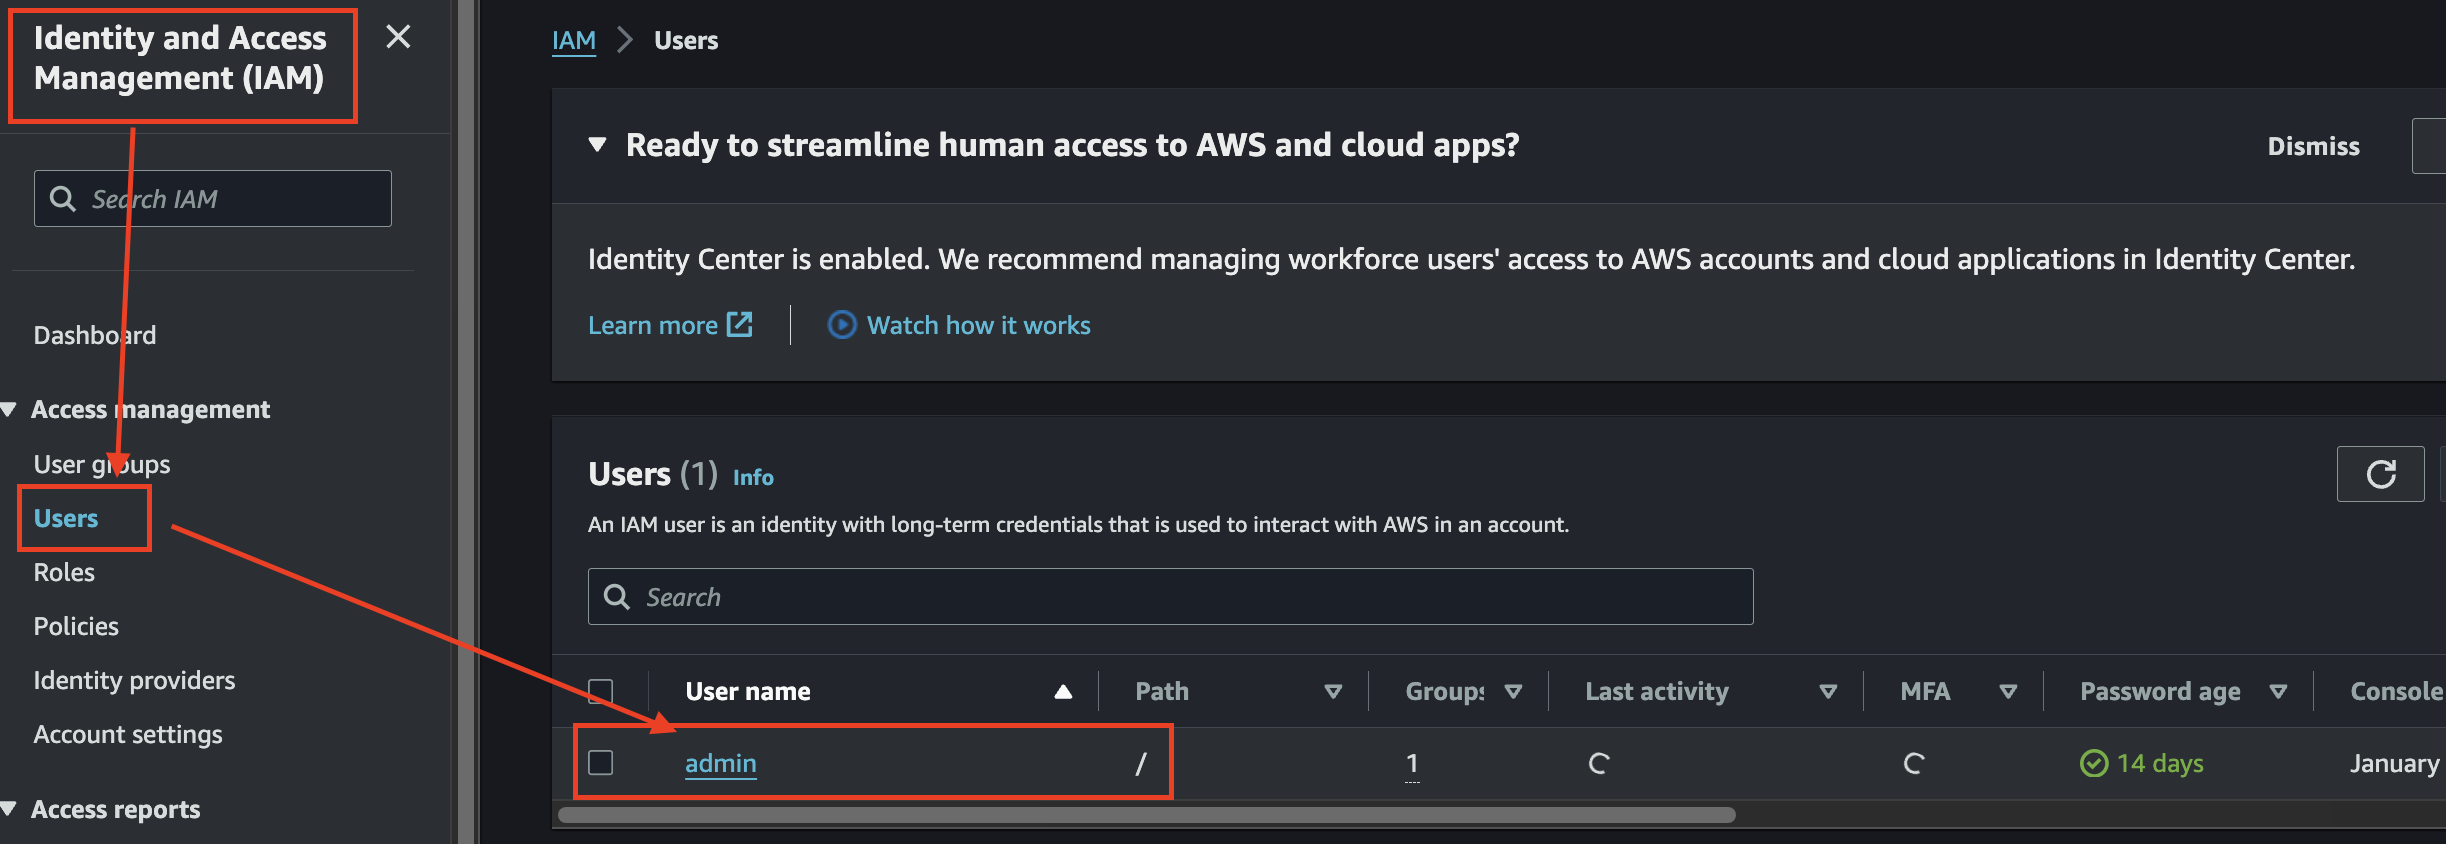 Identity and Access
Management (IAM)
Search IAM
Dashboard
Access management
User groups
Users
Roles
Policies
Identity providers
Account settings
Access reports
IAM > Users
Ready to streamline human access to AWS and cloud apps?
Dismiss
Identity Center is enabled. We recommend managing workforce users' access to AWS accounts and cloud applications in Identity Center.
Learn more
Watch how it works
Users (1) Info
An IAM user is an identity with long-term credentials that is used to interact with AWS in an account.
Search
User name Path Groups Last activity MFA Password age Console
admin / 1 14 days January